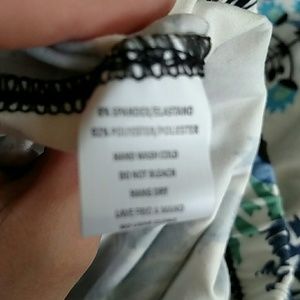 8% SPANDEX/ELASTANO
92% POLYESTER/POLIESTER
HAND WASH COLD
DO NOT BLEACH
HANG DRY
LAVE FRIO A MANO